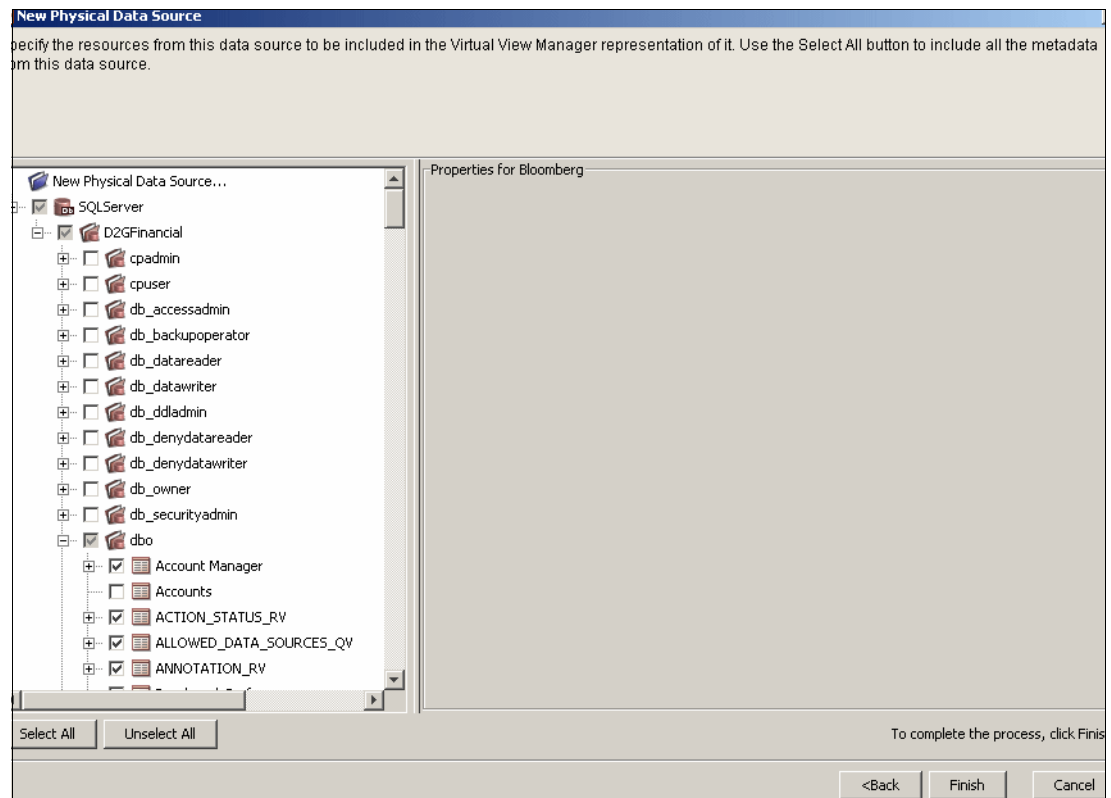 New Physical Data Source
pecify the resources from this data source to be included in the Virtual View Manager representation of it. Use the Select All button to include all the metadata
om this data source.
New Physical Data Source...
SQLServer
D2GFinancial
cpadmin
cpuser
db_accessadmin
db_backupoperator
db_datareader
db_datawriter
db_ddladmin
db_denydatareader
db_denydatawriter
db_owner
db_securityadmin
dbo
Account Manager
Accounts
ACTION_STATUS_RV
ALLOWED_DATA_SOURCES_QV
ANNOTATION_RV
Properties for Bloomberg
Select All
Unselect All
To complete the process, click Finis
<Back
Finish
Cancel